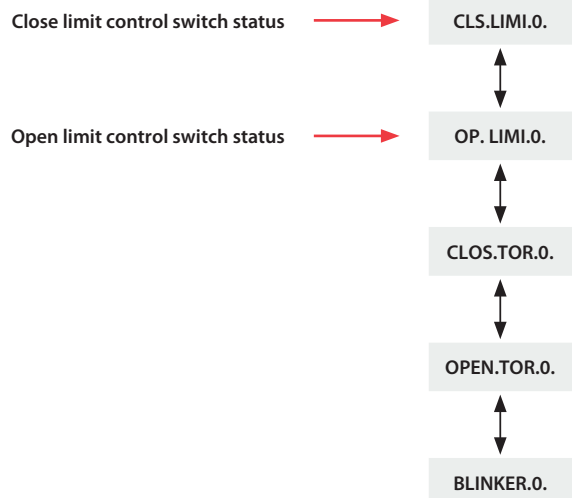 Close limit control switch status CLS.LIMI.0.
Open limit control switch status OP. LIMI.0.
CLOS.TOR.0.
OPEN.TOR.0.
BLINKER.0.